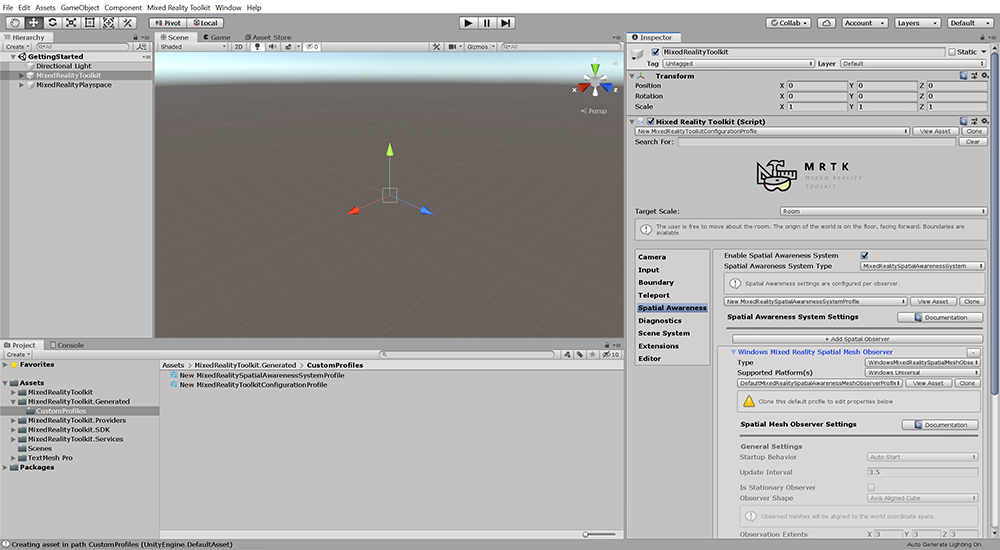 File Edit Assets GameObject Component Mixed Reality Toolkit Window Help
Pivot Local Collab Account Layers Default
Hierarchy
Create All
GettingStarted
Directional Light
MixedRealityToolkit
MixedRealityPlayspace
Scene Game Asset Store
Shaded 2D 0 Gizmos All
y
x z
Persp
Project Console
Create 10
Favorites
Assets
MixedRealityToolkit
MixedRealityToolkit.Generated
CustomProfiles
MixedRealityToolkit.Providers
MixedRealityToolkit.SDK
MixedRealityToolkit.Services
Scenes
TextMesh Pro
Packages
Assets MixedRealityToolkit.Generated CustomProfiles
New MixedRealitySpatialAwarenessSystemProfile
New MixedRealityToolkitConfigurationProfile
Inspector
MixedRealityToolkit Static
Tag Untagged Layer Default
Transform
Position X 0 Y 0 Z 0
Rotation X 0 Y 0 Z 0
Scale X 1 Y 1 Z 1
Mixed Reality Toolkit (Script)
New MixedRealityToolkitConfigurationProfile View Asset Clone
Search For: Clear
MRTK
MIXED REALITY
TOOLKIT
Target Scale: Room
The user is free to move about the room. The origin of the world is on the floor, facing forward. Boundaries are
available.
Camera
Input
Boundary
Teleport
Spatial Awareness
Diagnostics
Scene System
Extensions
Editor
Enable Spatial Awareness System
Spatial Awareness System Type MixedRealitySpatialAwarenessSystem
Spatial Awareness settings are configured per observer.
New MixedRealitySpatialAwarenessSystemProfile View Asset Clone
Spatial Awareness System Settings Documentation
+ Add Spatial Observer
Windows Mixed Reality Spatial Mesh Observer -
Type WindowsMixedRealitySpatialMeshObse
Supported Platform(s) Windows Universal
DefaultMixedRealitySpatialAwarenessMeshObserverProfile View Asset Clone
Clone this default profile to edit properties below
Spatial Mesh Observer Settings Documentation
General Settings
Startup Behavior Auto Start
Update Interval 3.5
Is Stationary Observer
Observer Shape Axis Aligned Cube
Observed meshes will be aligned to the world coordinate space.
Observation Extents X 3 Y 3 Z 3
Creating asset in path CustomProfiles (UnityEngine.DefaultAsset)
Auto Generate Lighting On